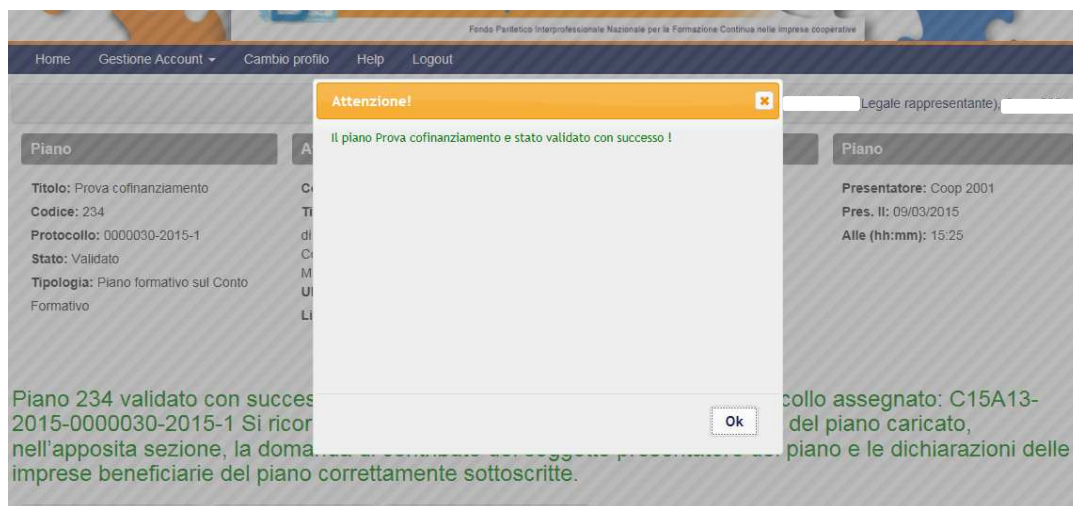 Fondo Paritetico Interprofessionale Nazionale per la Formazione Continua nelle imprese cooperative
Home Gestione Account Cambio profilo Help Logout
Attenzione!
Legale rappresentante),
Il piano Prova cofinanziamento e stato validato con successo !
Piano
Titolo: Prova cofinanziamento
Codice: 234
Protocollo: 0000030-2015-1
Stato: Validato
Tipologia: Piano formativo sul Conto
Formativo
Piano
Presentatore: Coop 2001
Pres. Il: 09/03/2015
Alle (hh:mm): 15:25
Ok
Piano 234 validato con assegnato: C15A13-
2015-0000030-2015-1 Si del piano caricato,
nell'apposita sezione, la piano e le dichiarazioni delle
imprese beneficiarie del piano correttamente sottoscritte.